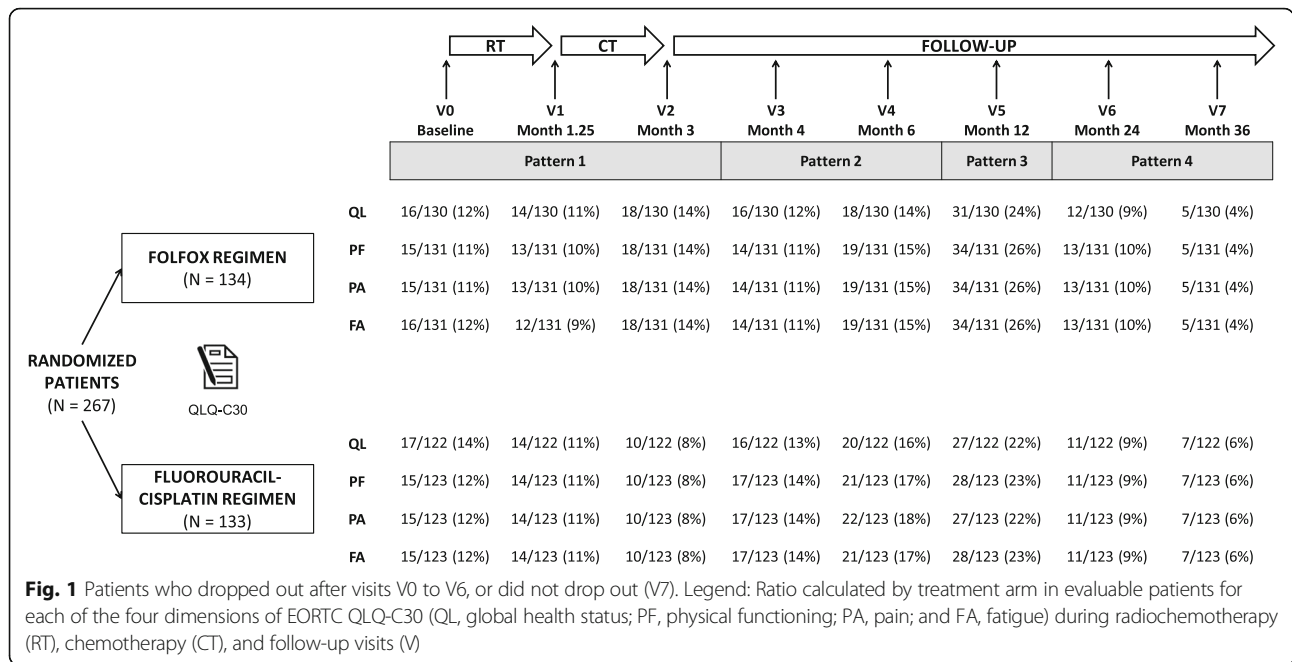 RT CT FOLLOW-UP
V0 V1 V2 V3 V4 V5 V6 V7
Baseline Month 1.25 Month 3 Month 4 Month 6 Month 12 Month 24 Month 36
Pattern 1 Pattern 2 Pattern 3 Pattern 4
QL 16/130 (12%) 14/130 (11%) 18/130 (14%) 16/130 (12%) 18/130 (14%) 31/130 (24%) 12/130 (9%) 5/130 (4%)
PF 15/131 (11%) 13/131 (10%) 18/131 (14%) 14/131 (11%) 19/131 (15%) 34/131 (26%) 13/131 (10%) 5/131 (4%)
FOLFOX REGIMEN
(N = 134)
PA 15/131 (11%) 13/131 (10%) 18/131 (14%) 14/131 (11%) 19/131 (15%) 34/131 (26%) 13/131 (10%) 5/131 (4%)
FA 16/131 (12%) 12/131 (9%) 18/131 (14%) 14/131 (11%) 19/131 (15%) 34/131 (26%) 13/131 (10%) 5/131 (4%)
RANDOMIZED
PATIENTS
(N = 267)
QLQ-C30
QL 17/122 (14%) 14/122 (11%) 10/122 (8%) 16/122 (13%) 20/122 (16%) 27/122 (22%) 11/122 (9%) 7/122 (6%)
FLUOROURACIL-
CISPLATIN REGIMEN
(N = 133)
PF 15/123 (12%) 14/123 (11%) 10/123 (8%) 17/123 (14%) 21/123 (17%) 28/123 (23%) 11/123 (9%) 7/123 (6%)
PA 15/123 (12%) 14/123 (11%) 10/123 (8%) 17/123 (14%) 22/123 (18%) 27/123 (22%) 11/123 (9%) 7/123 (6%)
FA 15/123 (12%) 14/123 (11%) 10/123 (8%) 17/123 (14%) 21/123 (17%) 28/123 (23%) 11/123 (9%) 7/123 (6%)
Fig. 1 Patients who dropped out after visits V0 to V6, or did not drop out (V7). Legend: Ratio calculated by treatment arm in evaluable patients for
each of the four dimensions of EORTC QLQ-C30 (QL, global health status; PF, physical functioning; PA, pain; and FA, fatigue) during radiochemotherapy
(RT), chemotherapy (CT), and follow-up visits (V)